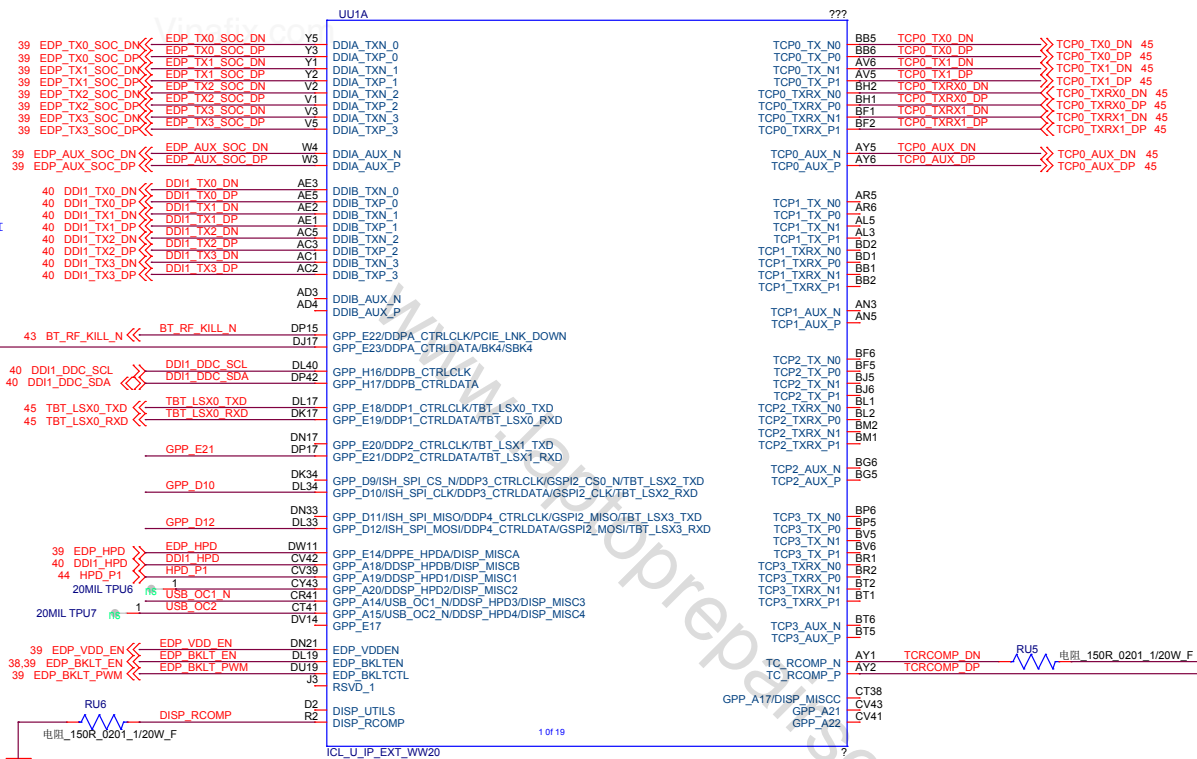 Vinafix.com
UU1A
???
39 EDP_TX0_SOC_DN EDP_TX0_SOC_DN Y5 DDIA_TXN_0
39 EDP_TX0_SOC_DP EDP_TX0_SOC_DP Y3 DDIA_TXP_0
39 EDP_TX1_SOC_DN EDP_TX1_SOC_DN Y1 DDIA_TXN_1
39 EDP_TX1_SOC_DP EDP_TX1_SOC_DP Y2 DDIA_TXP_1
39 EDP_TX2_SOC_DN EDP_TX2_SOC_DN V2 DDIA_TXN_2
39 EDP_TX2_SOC_DP EDP_TX2_SOC_DP V1 DDIA_TXP_2
39 EDP_TX3_SOC_DN EDP_TX3_SOC_DN V3 DDIA_TXN_3
39 EDP_TX3_SOC_DP EDP_TX3_SOC_DP V5 DDIA_TXP_3
39 EDP_AUX_SOC_DN EDP_AUX_SOC_DN W4 DDIA_AUX_N
39 EDP_AUX_SOC_DP EDP_AUX_SOC_DP W3 DDIA_AUX_P
40 DDI1_TX0_DN DDI1_TX0_DN AE3 DDIB_TXN_0
40 DDI1_TX0_DP DDI1_TX0_DP AE5 DDIB_TXP_0
40 DDI1_TX1_DN DDI1_TX1_DN AE2 DDIB_TXN_1
40 DDI1_TX1_DP DDI1_TX1_DP AE1 DDIB_TXP_1
40 DDI1_TX2_DN DDI1_TX2_DN AC5 DDIB_TXN_2
40 DDI1_TX2_DP DDI1_TX2_DP AC3 DDIB_TXP_2
40 DDI1_TX3_DN DDI1_TX3_DN AC1 DDIB_TXN_3
40 DDI1_TX3_DP DDI1_TX3_DP AC2 DDIB_TXP_3
AD3 DDIB_AUX_N
AD4 DDIB_AUX_P
43 BT_RF_KILL_N BT_RF_KILL_N DP15 GPP_E22/DDPA_CTRLCLK/PCIE_LNK_DOWN
DJ17 GPP_E23/DDPA_CTRLDATA/BK4/SBK4
40 DDI1_DDC_SCL DDI1_DDC_SCL DL40 GPP_H16/DDPB_CTRLCLK
40 DDI1_DDC_SDA DDI1_DDC_SDA DP42 GPP_H17/DDPB_CTRLDATA
45 TBT_LSX0_TXD TBT_LSX0_TXD DL17 GPP_E18/DDP1_CTRLCLK/TBT_LSX0_TXD
45 TBT_LSX0_RXD TBT_LSX0_RXD DK17 GPP_E19/DDP1_CTRLDATA/TBT_LSX0_RXD
DN17 GPP_E20/DDP2_CTRLCLK/TBT_LSX1_TXD
GPP_E21 DP17 GPP_E21/DDP2_CTRLDATA/TBT_LSX1_RXD
DK34 GPP_D9/ISH_SPI_CS_N/DDP3_CTRLCLK/GSPI2_CS0_N/TBT_LSX2_TXD
GPP_D10 DL34 GPP_D10/ISH_SPI_CLK/DDP3_CTRLDATA/GSPI2_CLK/TBT_LSX2_RXD
DN33 GPP_D11/ISH_SPI_MISO/DDP4_CTRLCLK/GSPI2_MISO/TBT_LSX3_TXD
GPP_D12 DL33 GPP_D12/ISH_SPI_MOSI/DDP4_CTRLDATA/GSPI2_MOSI/TBT_LSX3_RXD
39 EDP_HPD EDP_HPD DW11 GPP_E14/DPPE_HPDA/DISP_MISCA
40 DDI1_HPD DDI1_HPD CV42 GPP_A18/DDSP_HPDB/DISP_MISCB
44 HPD_P1 HPD_P1 CV39 GPP_A19/DDSP_HPD1/DISP_MISC1
20MIL TPU6 1 CY43 GPP_A20/DDSP_HPD2/DISP_MISC2
USB_OC1_N CR41 GPP_A14/USB_OC1_N/DDSP_HPD3/DISP_MISC3
20MIL TPU7 1 USB_OC2 CT41 GPP_A15/USB_OC2_N/DDSP_HPD4/DISP_MISC4
DV14 GPP_E17
39 EDP_VDD_EN EDP_VDD_EN DN21 EDP_VDDEN
38,39 EDP_BKLT_EN EDP_BKLT_EN DL19 EDP_BKLTEN
39 EDP_BKLT_PWM EDP_BKLT_PWM DU19 EDP_BKLTCTL
J3 RSVD_1
D2 DISP_UTILS
RU6 DISP_RCOMP R2 DISP_RCOMP
电阻_150R_0201_1/20W_F
TCP0_TX_N0 BB5 TCP0_TX0_DN TCP0_TX0_DN 45
TCP0_TX_P0 BB6 TCP0_TX0_DP TCP0_TX0_DP 45
TCP0_TX_N1 AV6 TCP0_TX1_DN TCP0_TX1_DN 45
TCP0_TX_P1 AV5 TCP0_TX1_DP TCP0_TX1_DP 45
TCP0_TXRX_N0 BH2 TCP0_TXRX0_DN TCP0_TXRX0_DN 45
TCP0_TXRX_P0 BH1 TCP0_TXRX0_DP TCP0_TXRX0_DP 45
TCP0_TXRX_N1 BF1 TCP0_TXRX1_DN TCP0_TXRX1_DN 45
TCP0_TXRX_P1 BF2 TCP0_TXRX1_DP TCP0_TXRX1_DP 45
TCP0_AUX_N AY5 TCP0_AUX_DN TCP0_AUX_DN 45
TCP0_AUX_P AY6 TCP0_AUX_DP TCP0_AUX_DP 45
TCP1_TX_N0 AR5
TCP1_TX_P0 AR6
TCP1_TX_N1 AL5
TCP1_TX_P1 AL3
TCP1_TXRX_N0 BD2
TCP1_TXRX_P0 BD1
TCP1_TXRX_N1 BB1
TCP1_TXRX_P1 BB2
TCP1_AUX_N AN3
TCP1_AUX_P AN5
TCP2_TX_N0 BF6
TCP2_TX_P0 BF5
TCP2_TX_N1 BJ5
TCP2_TX_P1 BJ6
TCP2_TXRX_N0 BL1
TCP2_TXRX_P0 BL2
TCP2_TXRX_N1 BM2
TCP2_TXRX_P1 BM1
TCP2_AUX_N BG6
TCP2_AUX_P BG5
TCP3_TX_N0 BP6
TCP3_TX_P0 BP5
TCP3_TX_N1 BV5
TCP3_TX_P1 BV6
TCP3_TXRX_N0 BR1
TCP3_TXRX_P0 BR2
TCP3_TXRX_N1 BT2
TCP3_TXRX_P1 BT1
TCP3_AUX_N BT6
TCP3_AUX_P BT5
TC_RCOMP_N AY1 TCRCOMP_DN RU5 电阻_150R_0201_1/20W_F
TC_RCOMP_P AY2 TCRCOMP_DP
GPP_A17/DISP_MISCC CT38
GPP_A21 CV43
GPP_A22 CV41
1 0f 19
ICL_U_IP_EXT_WW20
?